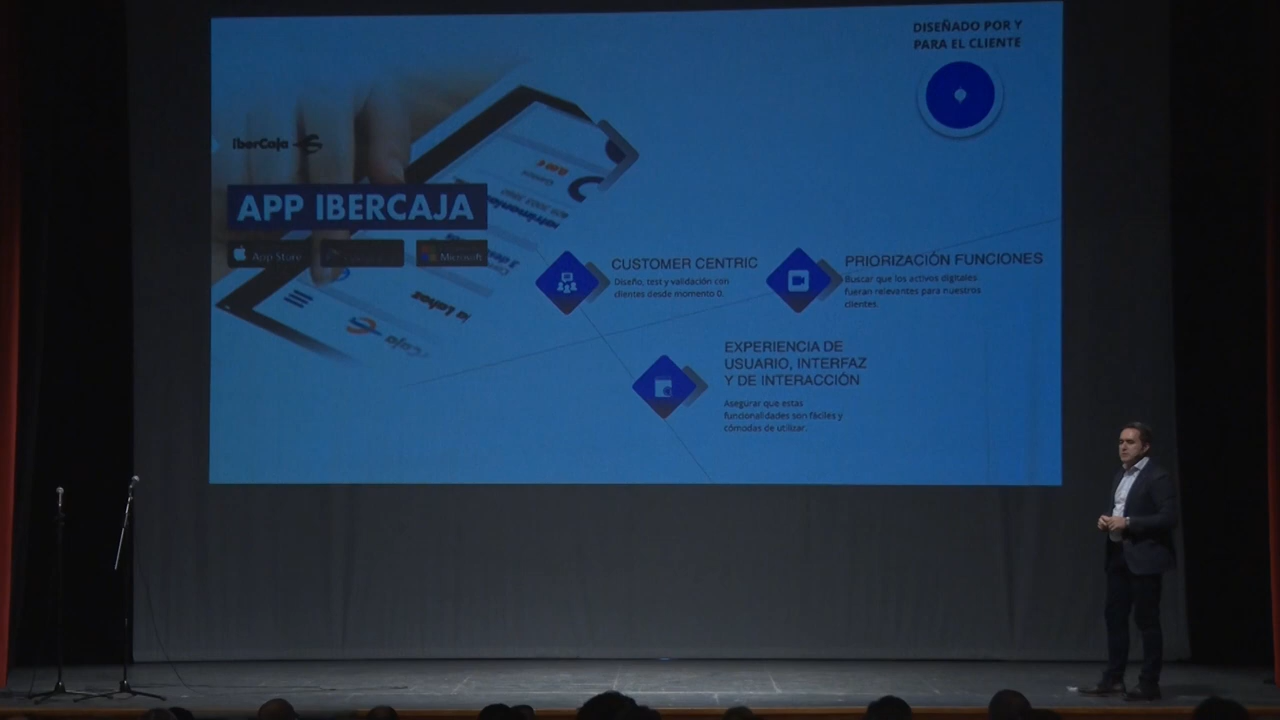 DISEÑADO POR Y
PARA EL CLIENTE
IberCaja
APP IBERCAJA
App Store
Microsoft
CUSTOMER CENTRIC
Diseño, test y validación con
clientes desde momento 0.
PRIORIZACIÓN FUNCIONES
Buscar que los activos digitales
fueran relevantes para nuestros
clientes.
EXPERIENCIA DE
USUARIO, INTERFAZ
Y DE INTERACCIÓN
Asegurar que estas
funcionalidades son fáciles y
cómodas de utilizar.